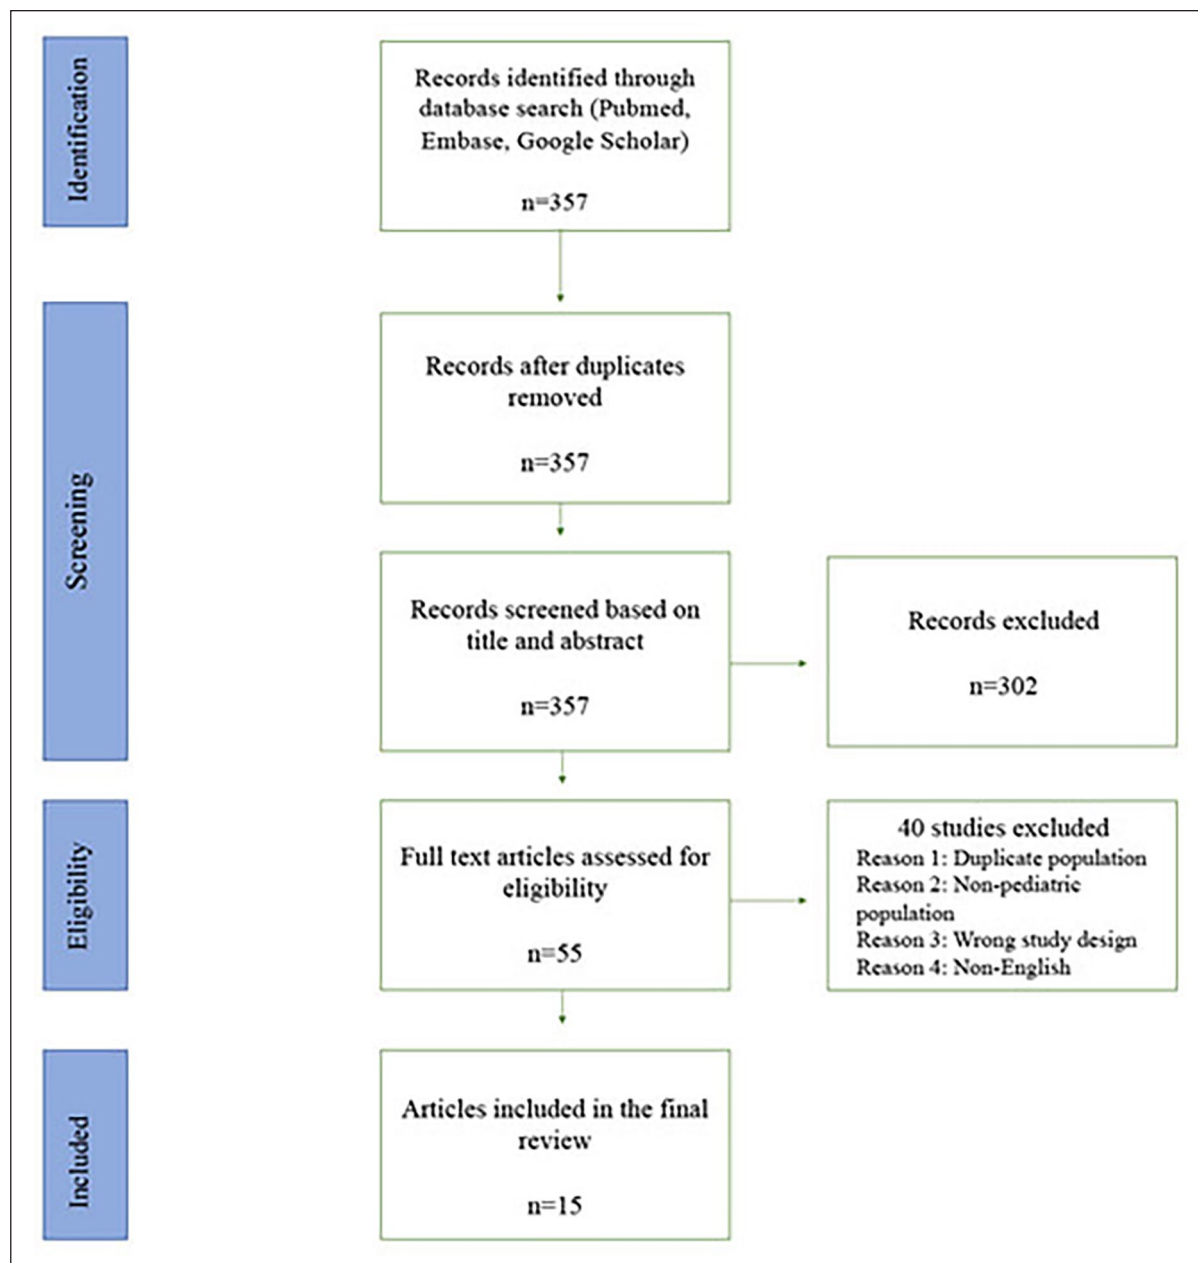 Identification
Records identified through
database search (Pubmed,
Embase, Google Scholar)
n=357
Screening
Records after duplicates
removed
n=357
Records screened based on
title and abstract
n=357
Records excluded
n=302
Eligibility
Full text articles assessed for
eligibility
n=55
40 studies excluded
Reason 1: Duplicate population
Reason 2: Non-pediatric
population
Reason 3: Wrong study design
Reason 4: Non-English
Included
Articles included in the final
review
n=15